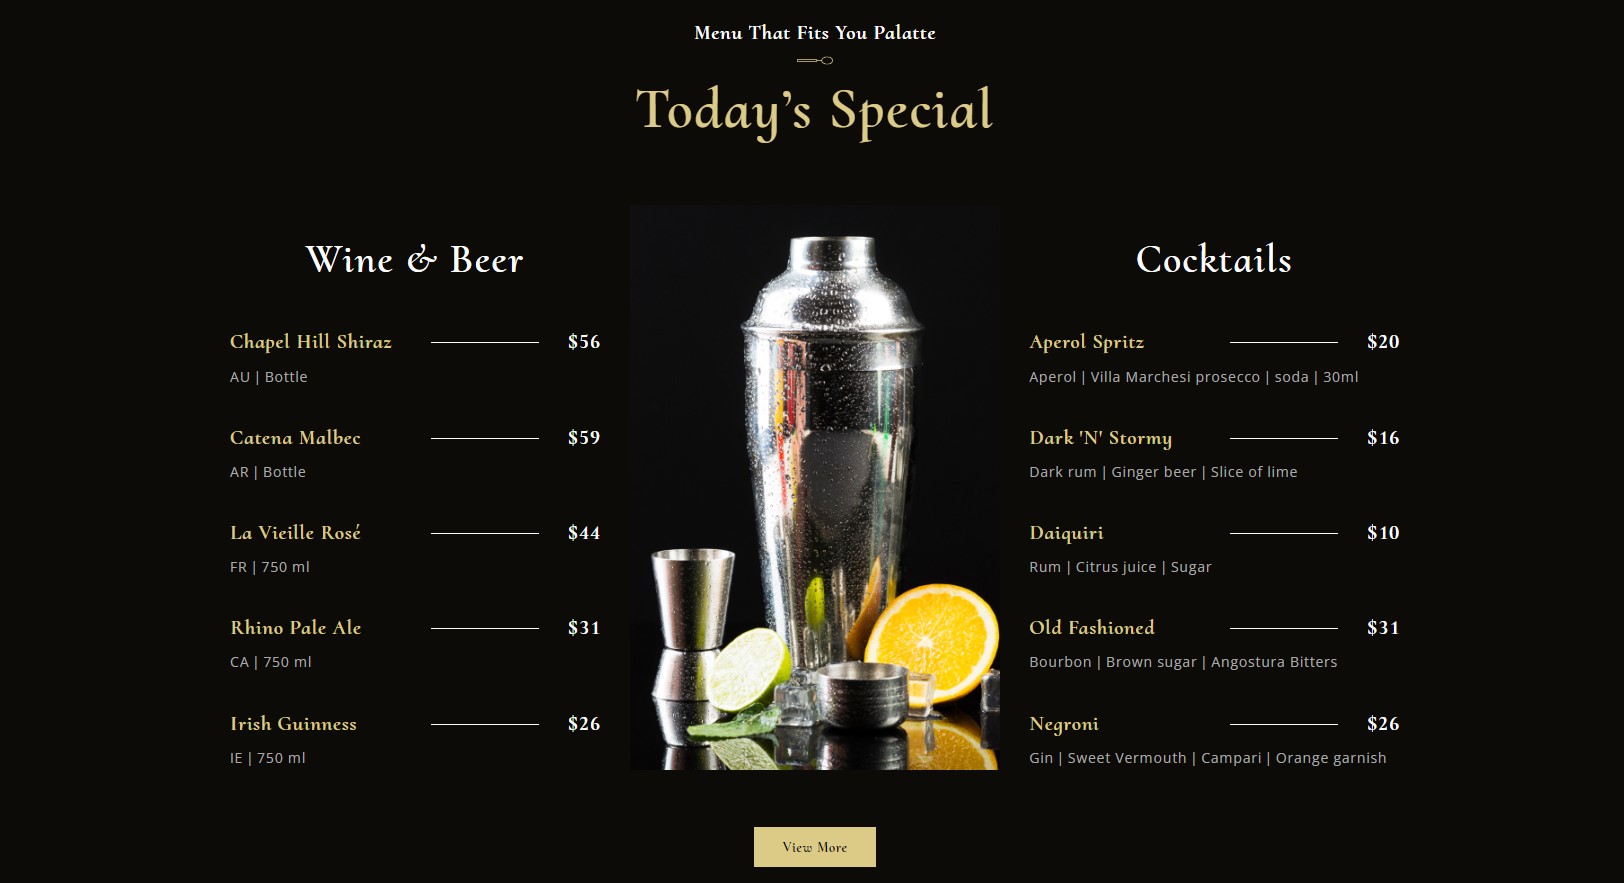 Menu That Fits You Palatte
Today’s Special
Wine & Beer
Chapel Hill Shiraz $56
AU | Bottle
Catena Malbec $59
AR | Bottle
La Vieille Rosé $44
FR | 750 ml
Rhino Pale Ale $31
CA | 750 ml
Irish Guinness $26
IE | 750 ml
Cocktails
Aperol Spritz $20
Aperol | Villa Marchesi prosecco | soda | 30ml
Dark 'N' Stormy $16
Dark rum | Ginger beer | Slice of lime
Daiquiri $10
Rum | Citrus juice | Sugar
Old Fashioned $31
Bourbon | Brown sugar | Angostura Bitters
Negroni $26
Gin | Sweet Vermouth | Campari | Orange garnish
View More